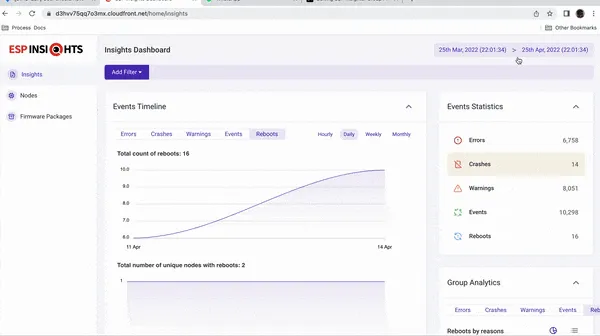 d3hvv75qq7o3mx.cloudfront.net/home/insights
Process Docs
Other Bookmarks
ESP INSIGHTS
Insights
Nodes
Firmware Packages
Insights Dashboard
25th Mar, 2022 (22:01:34) > 25th Apr, 2022 (22:01:34)
Add Filter
Events Timeline
Errors Crashes Warnings Events Reboots
Hourly Daily Weekly Monthly
Total count of reboots: 16
10.0
9.0
8.0
7.0
6.0
11 Apr 14 Apr
Total number of unique nodes with reboots: 2
1
Events Statistics
Errors 6,758
Crashes 14
Warnings 8,051
Events 10,298
Reboots 16
Group Analytics
Errors Crashes Warnings Events Reb
Reboots by reasons